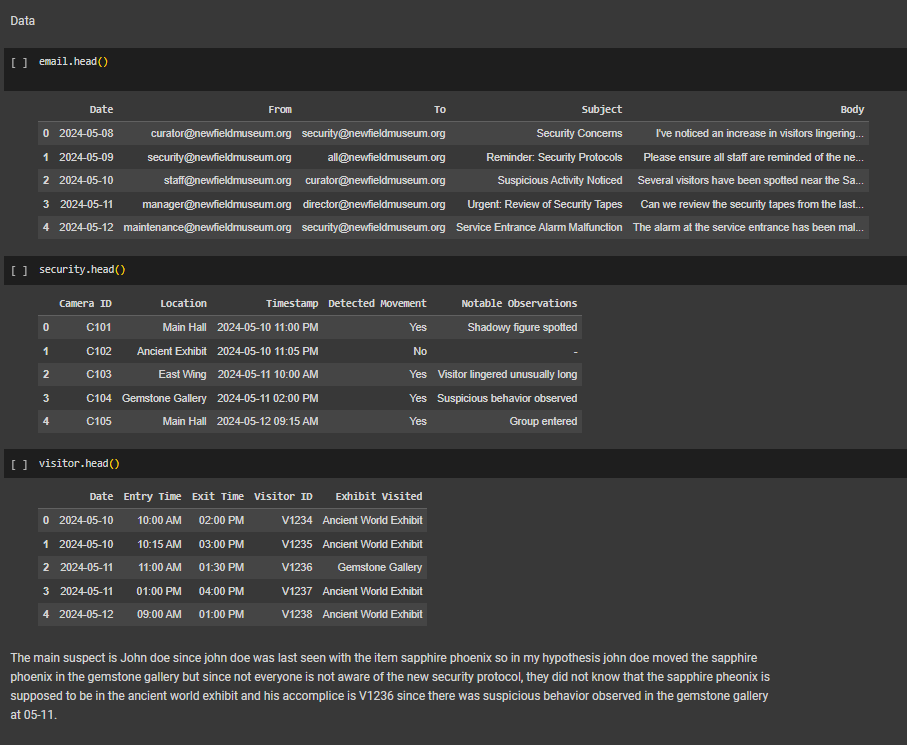 Data
[ ] email.head()
Date From To Subject Body
0 2024-05-08 curator@newfieldmuseum.org security@newfieldmuseum.org Security Concerns I've noticed an increase in visitors lingering...
1 2024-05-09 security@newfieldmuseum.org all@newfieldmuseum.org Reminder: Security Protocols Please ensure all staff are reminded of the ne...
2 2024-05-10 staff@newfieldmuseum.org curator@newfieldmuseum.org Suspicious Activity Noticed Several visitors have been spotted near the Sa...
3 2024-05-11 manager@newfieldmuseum.org director@newfieldmuseum.org Urgent: Review of Security Tapes Can we review the security tapes from the last...
4 2024-05-12 maintenance@newfieldmuseum.org security@newfieldmuseum.org Service Entrance Alarm Malfunction The alarm at the service entrance has been mal...
[ ] security.head()
Camera ID Location Timestamp Detected Movement Notable Observations
0 C101 Main Hall 2024-05-10 11:00 PM Yes Shadowy figure spotted
1 C102 Ancient Exhibit 2024-05-10 11:05 PM No -
2 C103 East Wing 2024-05-11 10:00 AM Yes Visitor lingered unusually long
3 C104 Gemstone Gallery 2024-05-11 02:00 PM Yes Suspicious behavior observed
4 C105 Main Hall 2024-05-12 09:15 AM Yes Group entered
[ ] visitor.head()
Date Entry Time Exit Time Visitor ID Exhibit Visited
0 2024-05-10 10:00 AM 02:00 PM V1234 Ancient World Exhibit
1 2024-05-10 10:15 AM 03:00 PM V1235 Ancient World Exhibit
2 2024-05-11 11:00 AM 01:30 PM V1236 Gemstone Gallery
3 2024-05-11 01:00 PM 04:00 PM V1237 Ancient World Exhibit
4 2024-05-12 09:00 AM 01:00 PM V1238 Ancient World Exhibit
The main suspect is John doe since john doe was last seen with the item sapphire phoenix so in my hypothesis john doe moved the sapphire
phoenix in the gemstone gallery but since not everyone is not aware of the new security protocol, they did not know that the sapphire pheonix is
supposed to be in the ancient world exhibit and his accomplice is V1236 since there was suspicious behavior observed in the gemstone gallery
at 05-11.